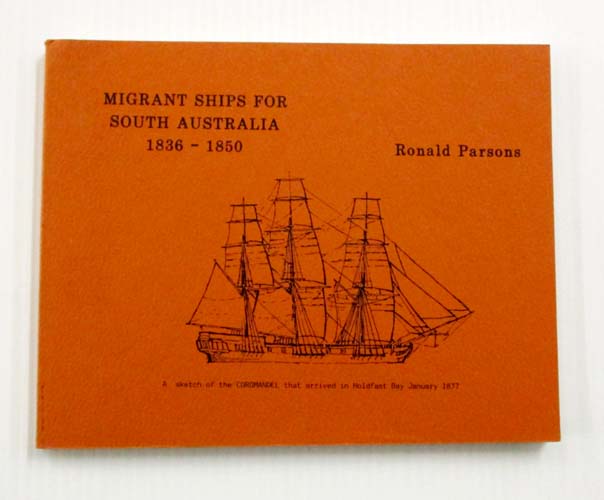 MIGRANT SHIPS FOR
SOUTH AUSTRALIA
1836 - 1850
Ronald Parsons
A sketch of the COROMANDEL that arrived in Holdfast Bay January 1837